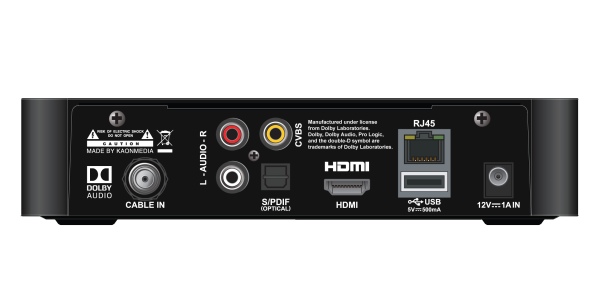 RISK OF ELECTRIC SHOCK
DO NOT OPEN
CAUTION
MADE BY KAONMEDIA
DOLBY
AUDIO
CABLE IN
L - AUDIO - R
CVBS
S/PDIF
(OPTICAL)
Manufactured under license
from Dolby Laboratories.
Dolby, Dolby Audio, Pro Logic,
and the double-D symbol are
trademarks of Dolby Laboratories.
HDMI
HDMI
RJ45
USB
5V⎓500mA
12V⎓1A IN